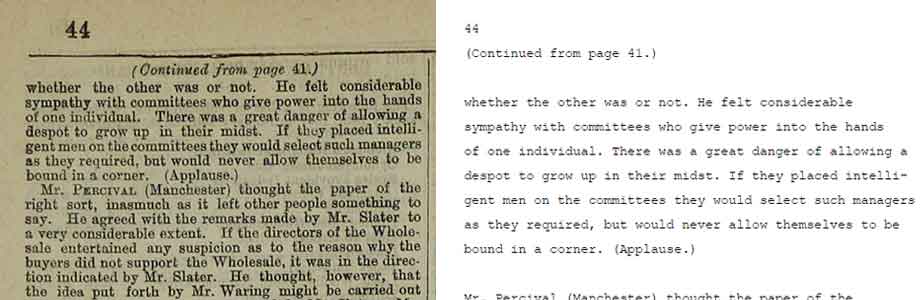 44
(Continued from page 41.)
whether the other was or not. He felt considerable
sympathy with committees who give power into the hands
of one individual. There was a great danger of allowing a
despot to grow up in their midst. If they placed intelli-
gent men on the committees they would select such managers
as they required, but would never allow themselves to be
bound in a corner. (Applause.)
Mr. PERCIVAL (Manchester) thought the paper of the
right sort, inasmuch as it left other people something to
say. He agreed with the remarks made by Mr. Slater to
a very considerable extent. If the directors of the Whole-
sale entertained any suspicion as to the reason why the
buyers did not support the Wholesale, it was in the direc-
tion indicated by Mr. Slater. He thought, however, that
the idea put forth by Mr. Waring might be carried out
44
(Continued from page 41.)
whether the other was or not. He felt considerable
sympathy with committees who give power into the hands
of one individual. There was a great danger of allowing a
despot to grow up in their midst. If they placed intelli-
gent men on the committees they would select such managers
as they required, but would never allow themselves to be
bound in a corner. (Applause.)
Mr. Percival (Manchester) thought the paper of the